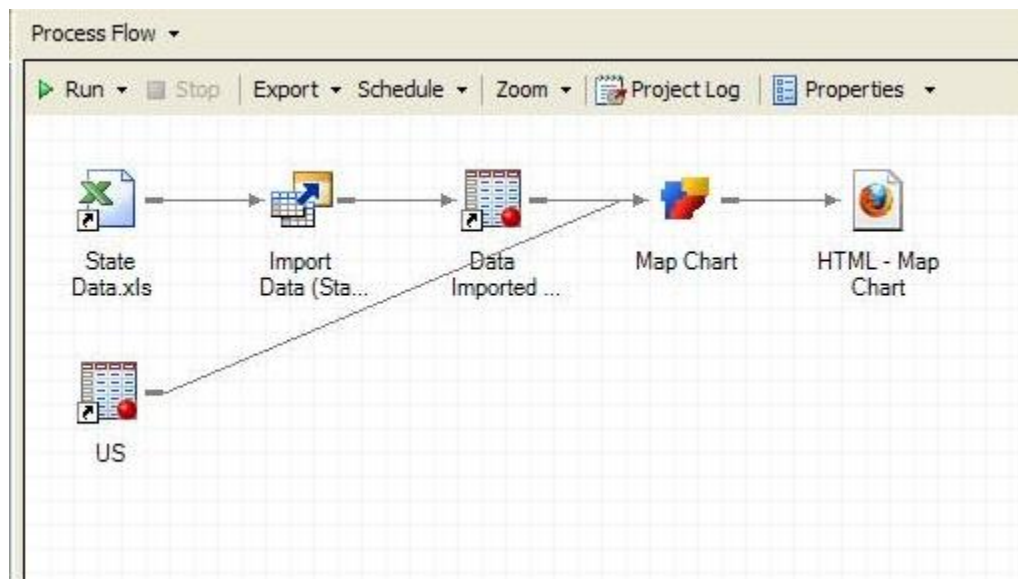 Process Flow
Run Stop Export Schedule Zoom Project Log Properties
State
Data.xls
Import
Data (Sta...
Data
Imported ...
Map Chart
HTML - Map
Chart
US